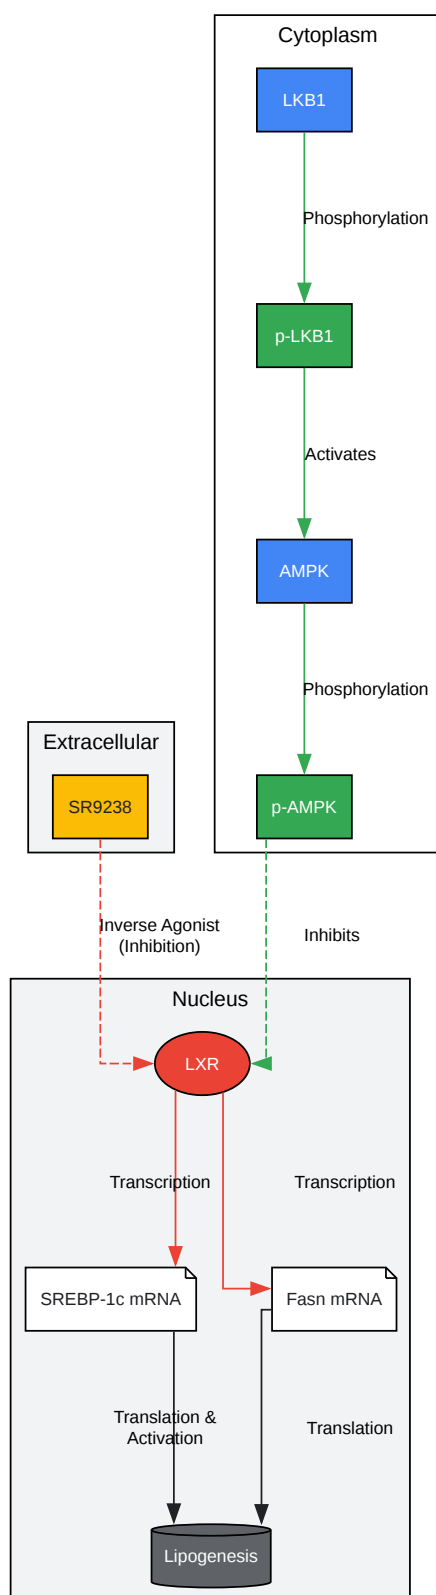 Cytoplasm
LKB1
Phosphorylation
p-LKB1
Activates
AMPK
Phosphorylation
Extracellular
SR9238
p-AMPK
Inverse Agonist
(Inhibition)
Inhibits
Nucleus
LXR
Transcription
Transcription
SREBP-1c mRNA
Fasn mRNA
Translation &
Activation
Translation
Lipogenesis